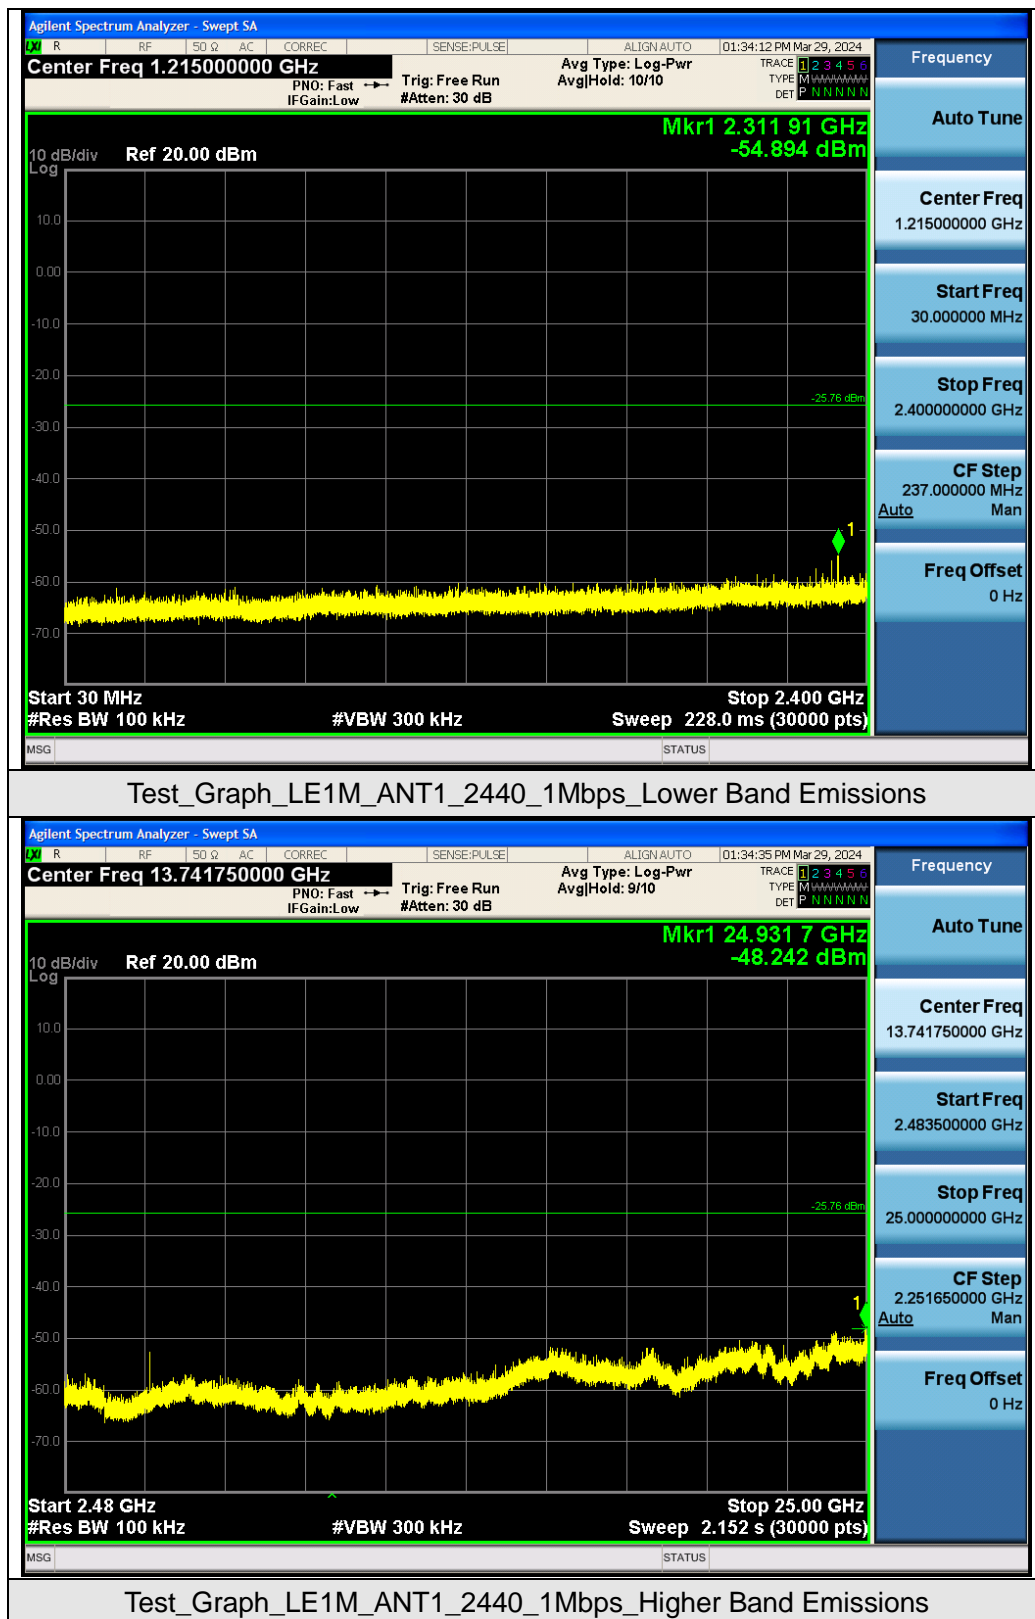 Agilent Spectrum Analyzer - Swept SA
LXI R RF 50 Ω AC CORREC SENSE:PULSE ALIGN AUTO 01:34:12 PM Mar 29, 2024
Center Freq 1.215000000 GHz
PNO: Fast
IFGain:Low
Trig: Free Run
#Atten: 30 dB
Avg Type: Log-Pwr
Avg|Hold: 10/10
TRACE 1 2 3 4 5 6
TYPE M WWWWW
DET P N N N N N
Mkr1 2.311 91 GHz
-54.894 dBm
10 dB/div Ref 20.00 dBm
Log
10.0
0.00
-10.0
-20.0
-25.76 dBm
-30.0
-40.0
-50.0
1
-60.0
-70.0
Start 30 MHz Stop 2.400 GHz
#Res BW 100 kHz #VBW 300 kHz Sweep 228.0 ms (30000 pts)
MSG STATUS
Frequency
Auto Tune
Center Freq
1.215000000 GHz
Start Freq
30.000000 MHz
Stop Freq
2.400000000 GHz
CF Step
237.000000 MHz
Auto Man
Freq Offset
0 Hz
Test_Graph_LE1M_ANT1_2440_1Mbps_Lower Band Emissions
Agilent Spectrum Analyzer - Swept SA
LXI R RF 50 Ω AC CORREC SENSE:PULSE ALIGN AUTO 01:34:35 PM Mar 29, 2024
Center Freq 13.741750000 GHz
PNO: Fast
IFGain:Low
Trig: Free Run
#Atten: 30 dB
Avg Type: Log-Pwr
Avg|Hold: 9/10
TRACE 1 2 3 4 5 6
TYPE M WWWWW
DET P N N N N N
Mkr1 24.931 7 GHz
-48.242 dBm
10 dB/div Ref 20.00 dBm
Log
10.0
0.00
-10.0
-20.0
-25.76 dBm
-30.0
-40.0
1
-50.0
-60.0
-70.0
Start 2.48 GHz Stop 25.00 GHz
#Res BW 100 kHz #VBW 300 kHz Sweep 2.152 s (30000 pts)
MSG STATUS
Frequency
Auto Tune
Center Freq
13.741750000 GHz
Start Freq
2.483500000 GHz
Stop Freq
25.000000000 GHz
CF Step
2.251650000 GHz
Auto Man
Freq Offset
0 Hz
Test_Graph_LE1M_ANT1_2440_1Mbps_Higher Band Emissions